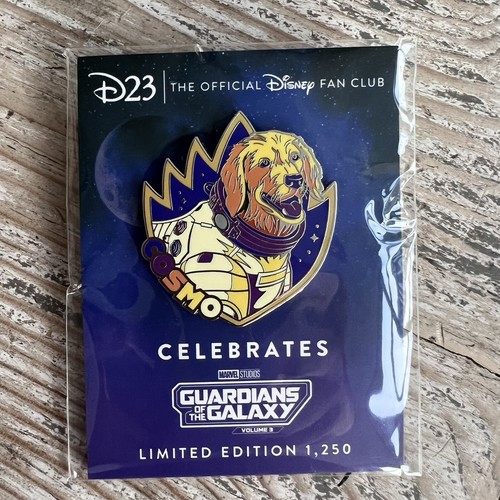 D23 | THE OFFICIAL Disney FAN CLUB
COSMO
CELEBRATES
MARVEL STUDIOS
GUARDIANS
OF THE GALAXY
VOLUME 3
LIMITED EDITION 1,250